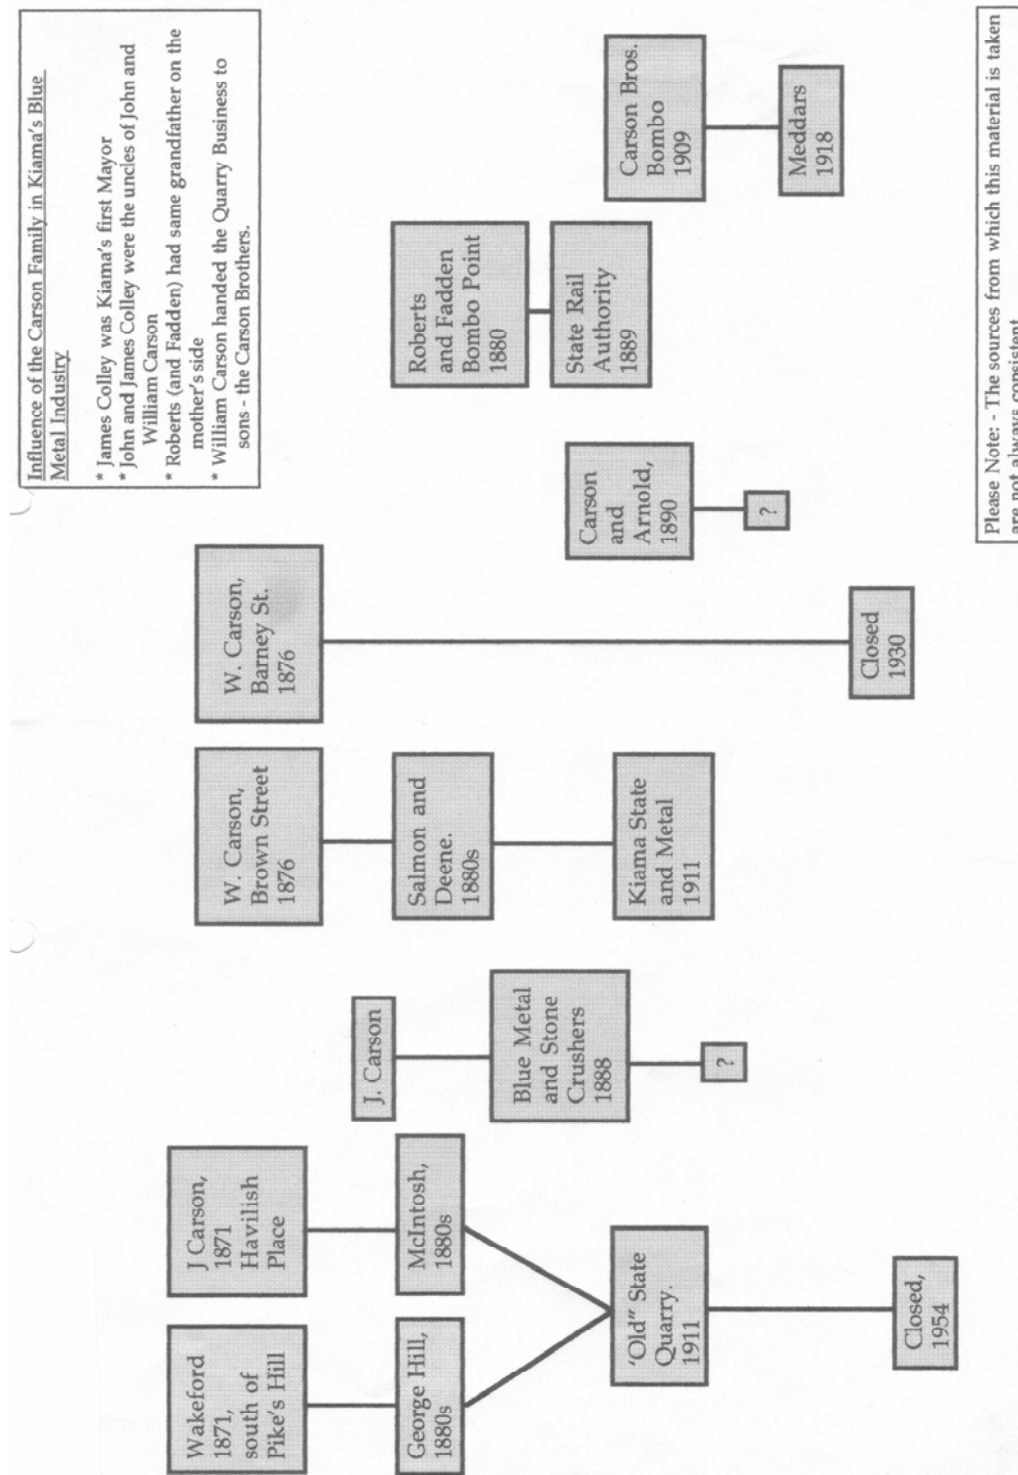 Influence of the Carson Family in Kiama's Blue
Metal Industry
* James Colley was Kiama's first Mayor
* John and James Colley were the uncles of John and
William Carson
* Roberts (and Fadden) had same grandfather on the
mother's side
* William Carson handed the Quarry Business to
sons - the Carson Brothers.
Wakeford
1871,
south of
Pike's Hill
George Hill,
1880s
J Carson,
1871
Havilish
Place
McIntosh,
1880s
'Old" State
Quarry.
1911
Closed,
1954
J. Carson
Blue Metal
and Stone
Crushers
1888
?
W. Carson,
Brown Street
1876
Salmon and
Deene.
1880s
Kiama State
and Metal
1911
W. Carson,
Barney St.
1876
Closed
1930
Carson
and
Arnold,
1890
?
Roberts
and Fadden
Bombo Point
1880
State Rail
Authority
1889
Carson Bros.
Bombo
1909
Meddars
1918
Please Note: - The sources from which this material is taken
are not always consistent